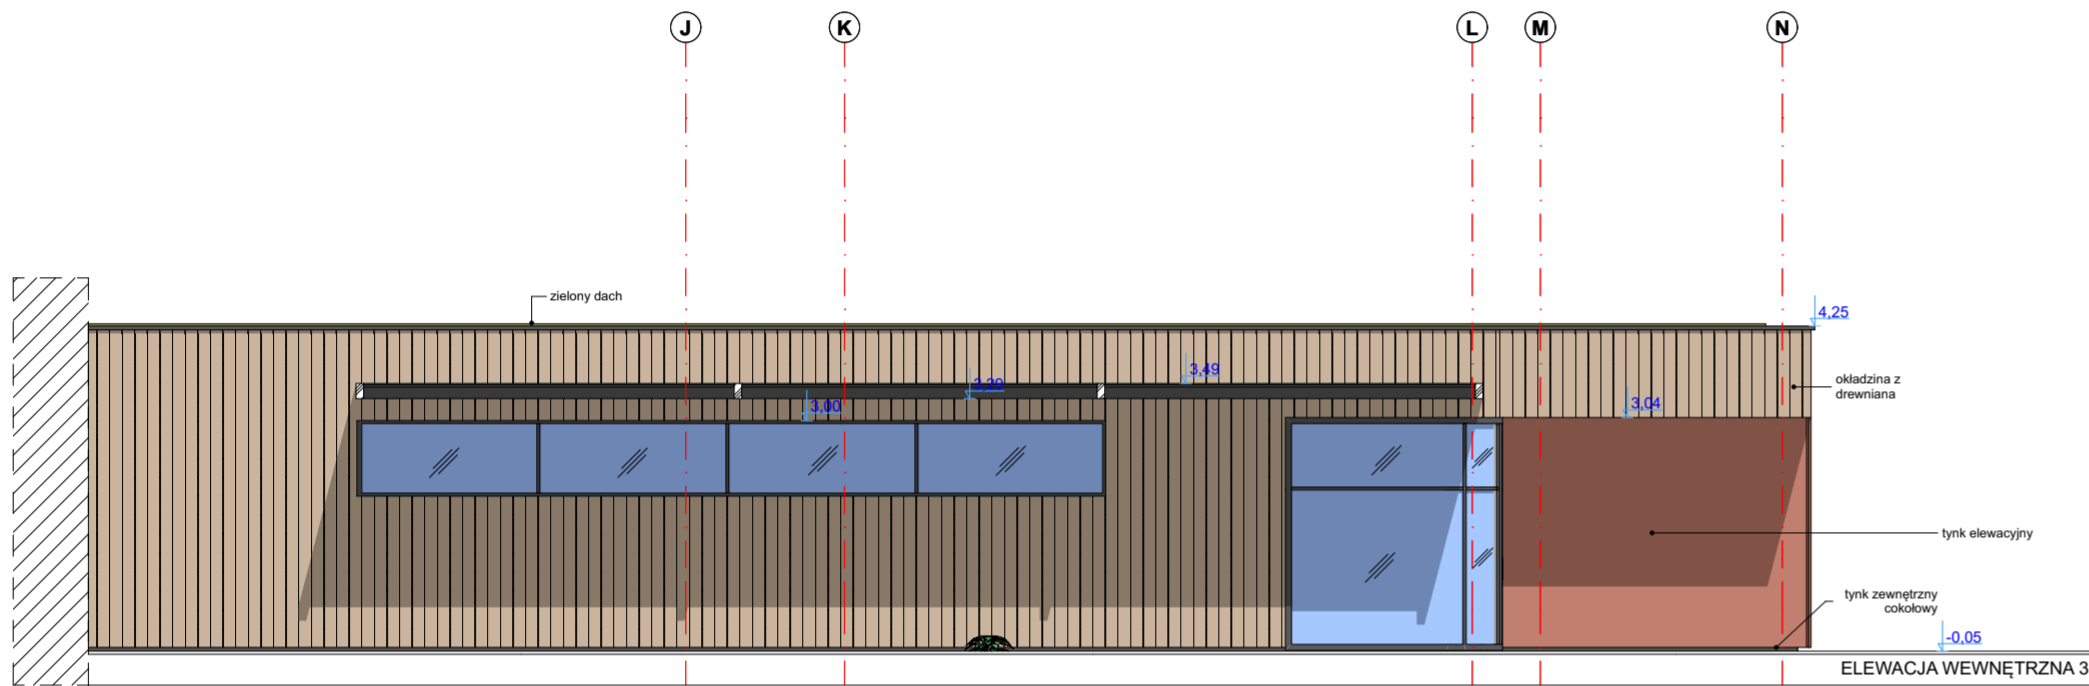 J K L M N
zielony dach
4,25
3,49
3,29
3,00
3,04
okładzina z
drewniana
tynk elewacyjny
tynk zewnętrzny
cokołowy
-0,05
ELEWACJA WEWNĘTRZNA 3